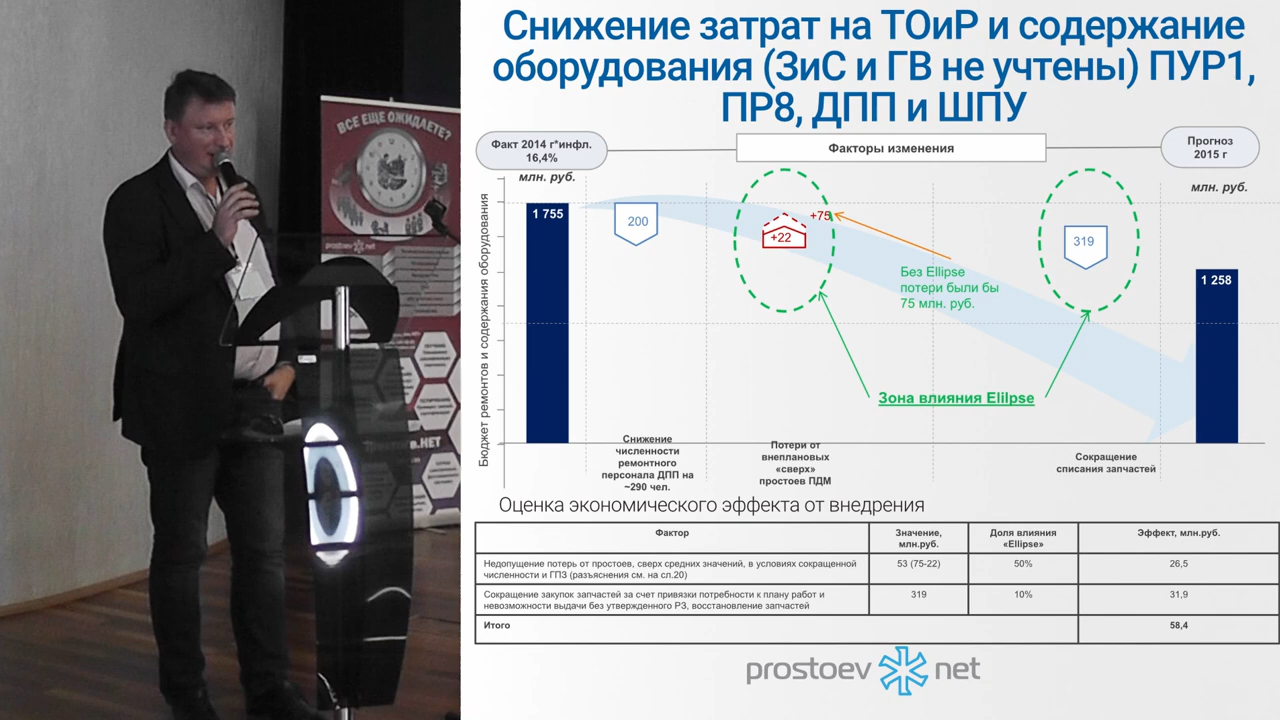 ВСЕ ЕЩЕ ОЖИДАЕТЕ?
prostoev net
.NET
Снижение затрат на ТОиР и содержание
оборудования (ЗиС и ГВ не учтены) ПУР1,
ПР8, ДПП и ШПУ
Факт 2014 г*инфл.
16,4%
Факторы изменения
Прогноз
2015 г
млн. руб.
млн. руб.
Бюджет ремонтов и содержания оборудования
1 755
200
+75
+22
319
Без Ellipse
потери были бы
75 млн. руб.
1 258
Зона влияния Elilpse
Снижение
численности
ремонтного
персонала ДПП на
~290 чел.
Потери от
внеплановых
«сверх»
простоев ПДМ
Сокращение
списания запчастей
Оценка экономического эффекта от внедрения
Фактор
Значение,
млн.руб.
Доля влияния
«Ellipse»
Эффект, млн.руб.
Недопущение потерь от простоев, сверх средних значений, в условиях сокращенной
численности и ГПЗ (разъяснения см. на сл.20)
53 (75-22)
50%
26,5
Сокращение закупок запчастей за счет привязки потребности к плану работ и
невозможности выдачи без утвержденного РЗ, восстановление запчастей
319
10%
31,9
Итого
58,4
prostoev net